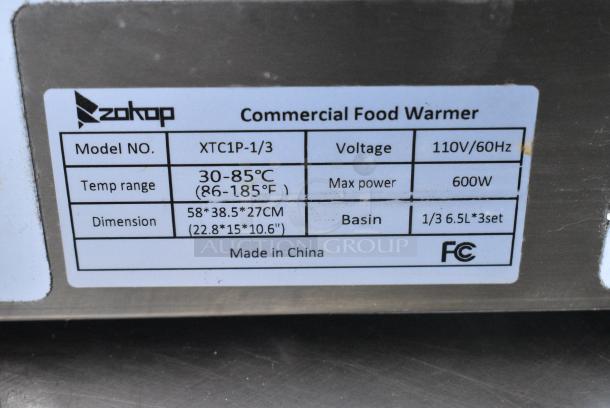 zokop Commercial Food Warmer
Model NO. XTC1P-1/3 Voltage 110V/60Hz
Temp range 30-85℃ (86-185℉) Max power 600W
Dimension 58*38.5*27CM (22.8*15*10.6") Basin 1/3 6.5L*3set
Made in China FC
AUCTION GROUP